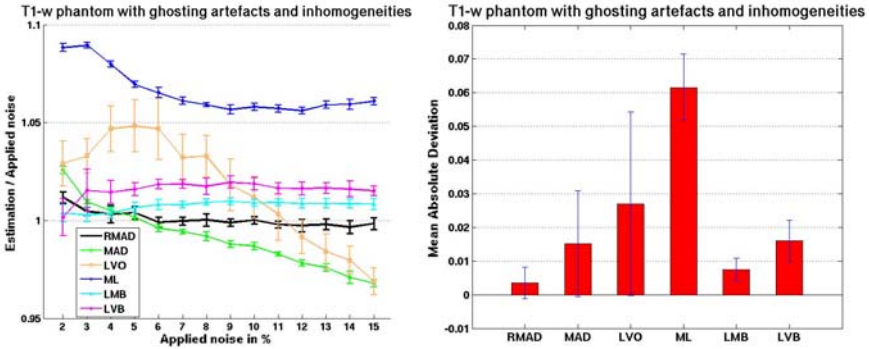 T1-w phantom with ghosting artefacts and inhomogeneities
1.1
1.05
1
0.95
Estimation / Applied noise
RMAD
MAD
LVO
ML
LMB
LVB
2 3 4 5 6 7 8 9 10 11 12 13 14 15
Applied noise in %
T1-w phantom with ghosting artefacts and inhomogeneities
0.08
0.07
0.06
0.05
0.04
0.03
0.02
0.01
0
-0.01
Mean Absolute Deviation
RMAD MAD LVO ML LMB LVB